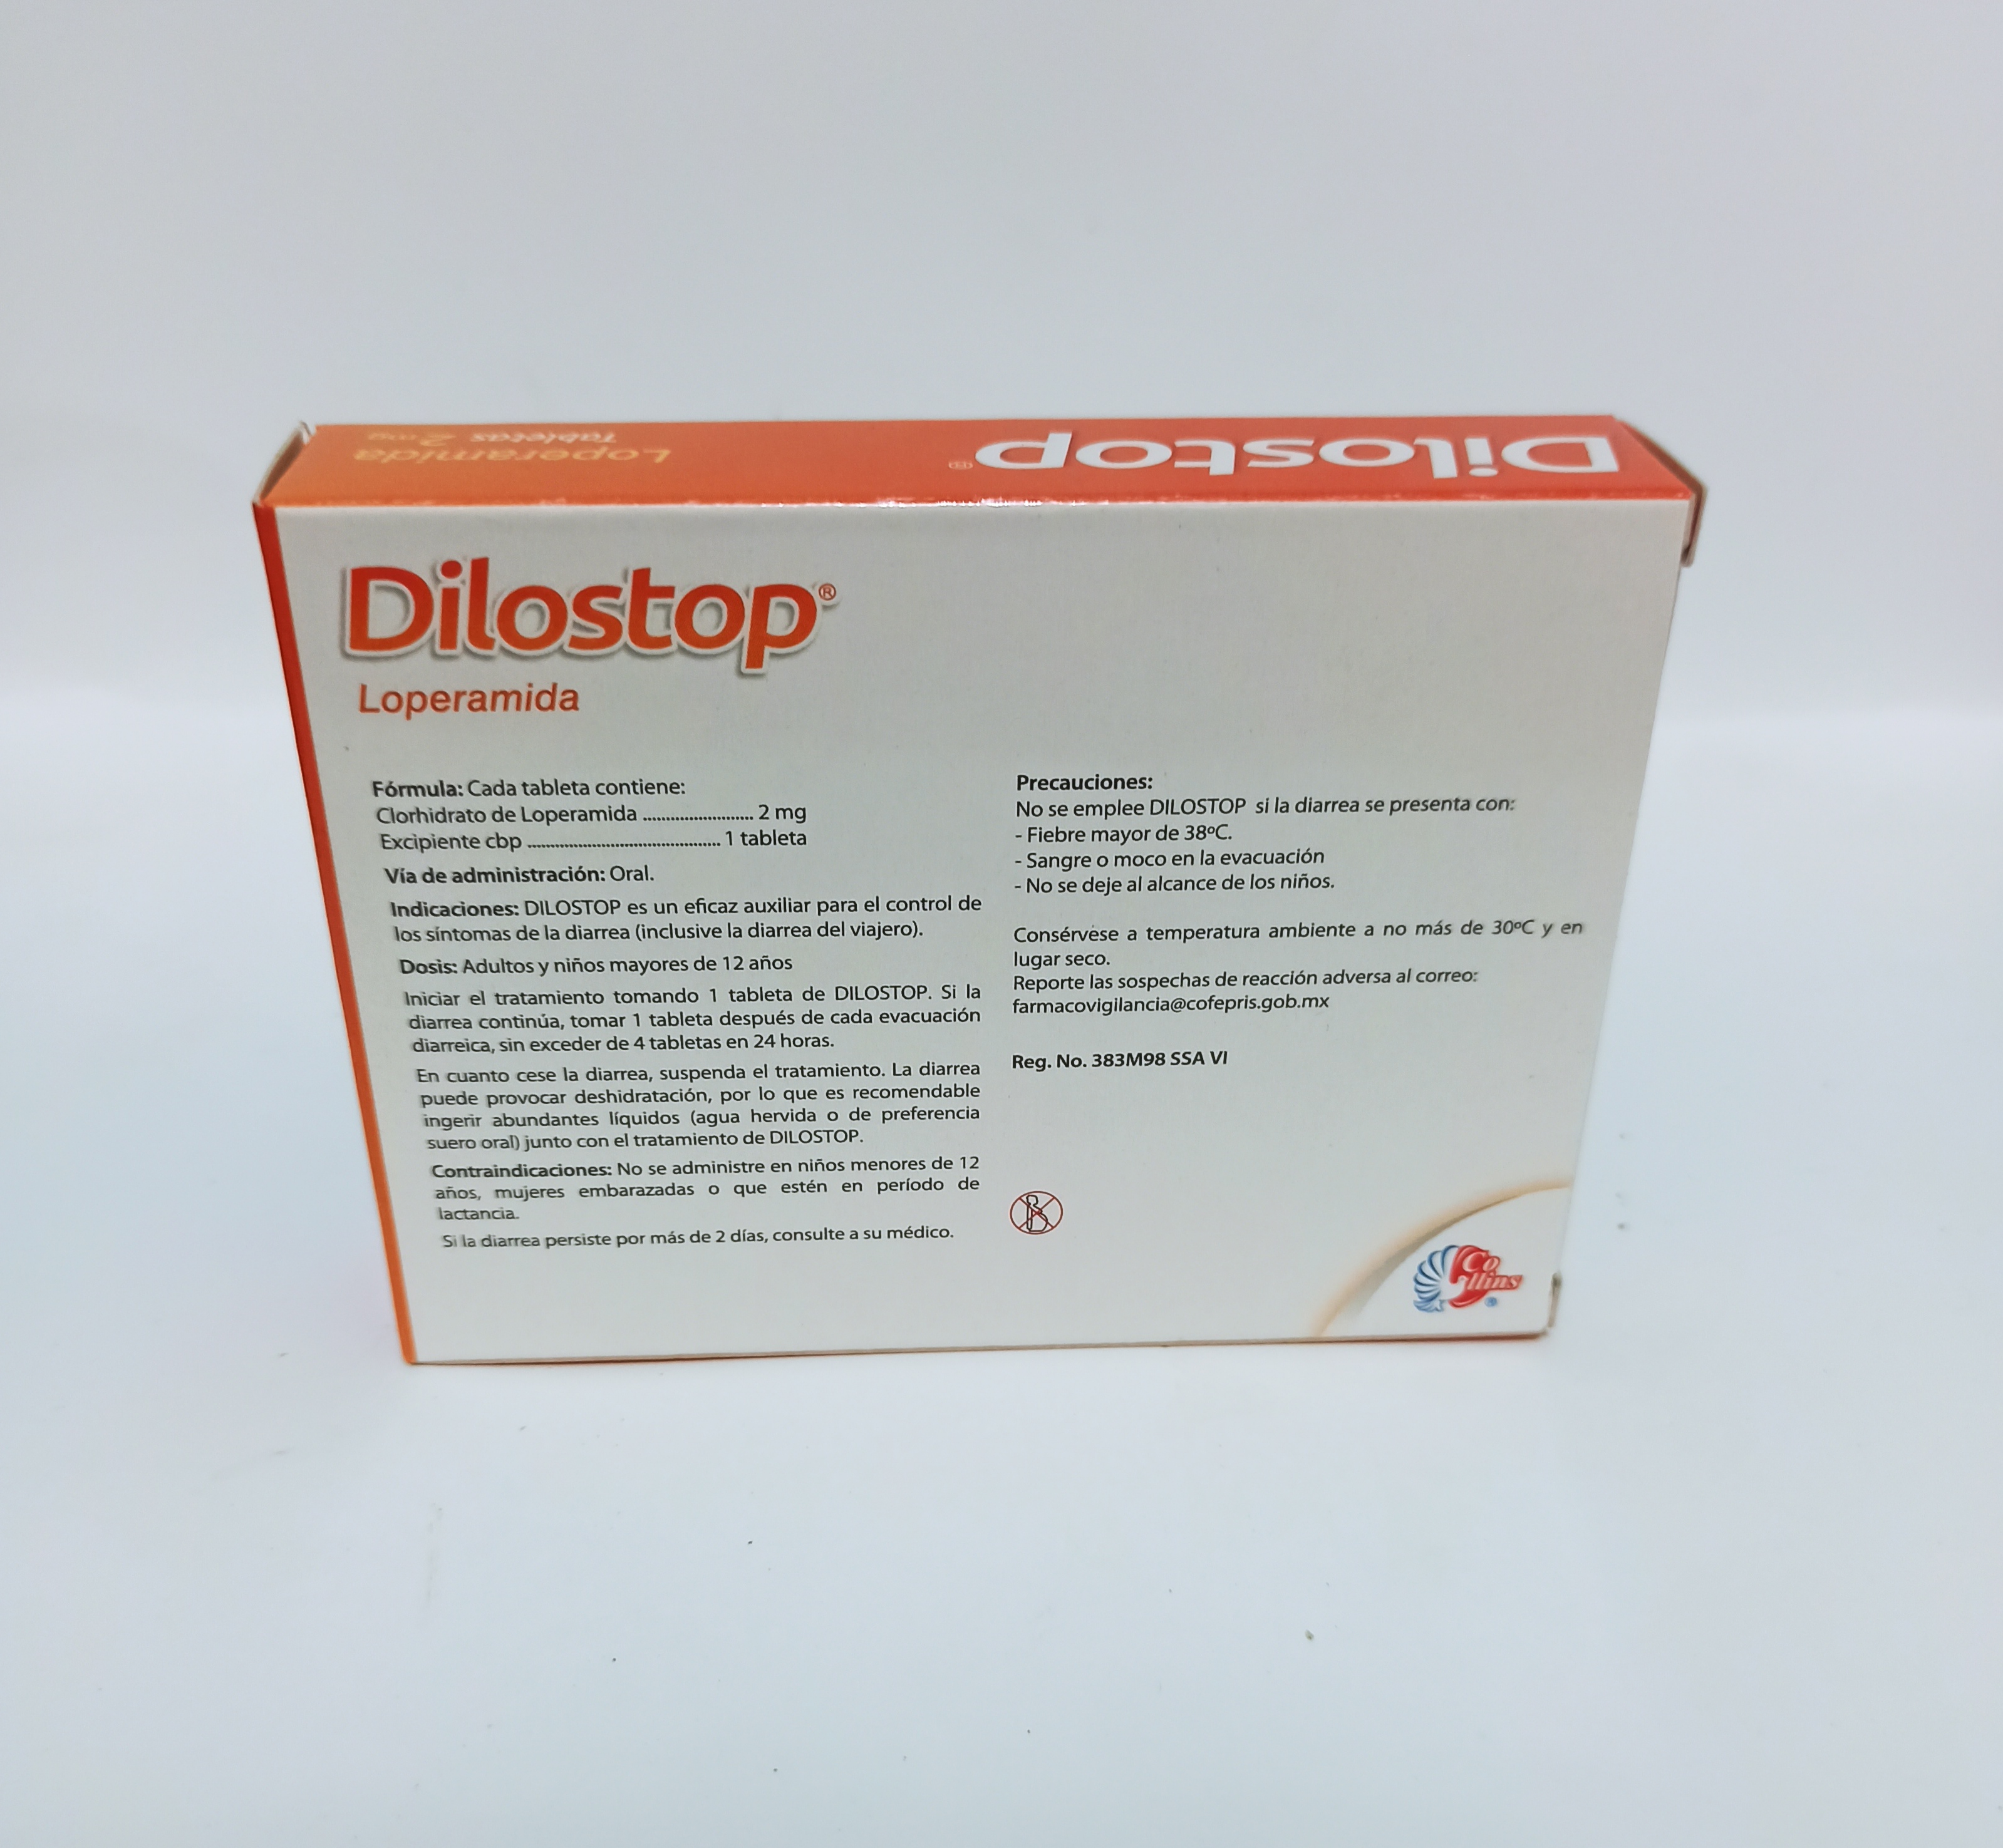 Dilostop®
Loperamida
Tabletas 2 mg
Dilostop®
Loperamida
Fórmula: Cada tableta contiene:
Clorhidrato de Loperamida ........................ 2 mg
Excipiente cbp .......................................... 1 tableta
Vía de administración: Oral.
Indicaciones: DILOSTOP es un eficaz auxiliar para el control de
los síntomas de la diarrea (inclusive la diarrea del viajero).
Dosis: Adultos y niños mayores de 12 años
Iniciar el tratamiento tomando 1 tableta de DILOSTOP. Si la
diarrea continúa, tomar 1 tableta después de cada evacuación
diarreica, sin exceder de 4 tabletas en 24 horas.
En cuanto cese la diarrea, suspenda el tratamiento. La diarrea
puede provocar deshidratación, por lo que es recomendable
ingerir abundantes líquidos (agua hervida o de preferencia
suero oral) junto con el tratamiento de DILOSTOP.
Contraindicaciones: No se administre en niños menores de 12
años, mujeres embarazadas o que estén en período de
lactancia.
Si la diarrea persiste por más de 2 días, consulte a su médico.
Precauciones:
No se emplee DILOSTOP si la diarrea se presenta con:
- Fiebre mayor de 38ºC.
- Sangre o moco en la evacuación
- No se deje al alcance de los niños.
Consérvese a temperatura ambiente a no más de 30ºC y en
lugar seco.
Reporte las sospechas de reacción adversa al correo:
farmacovigilancia@cofepris.gob.mx
Reg. No. 383M98 SSA VI
Collins®